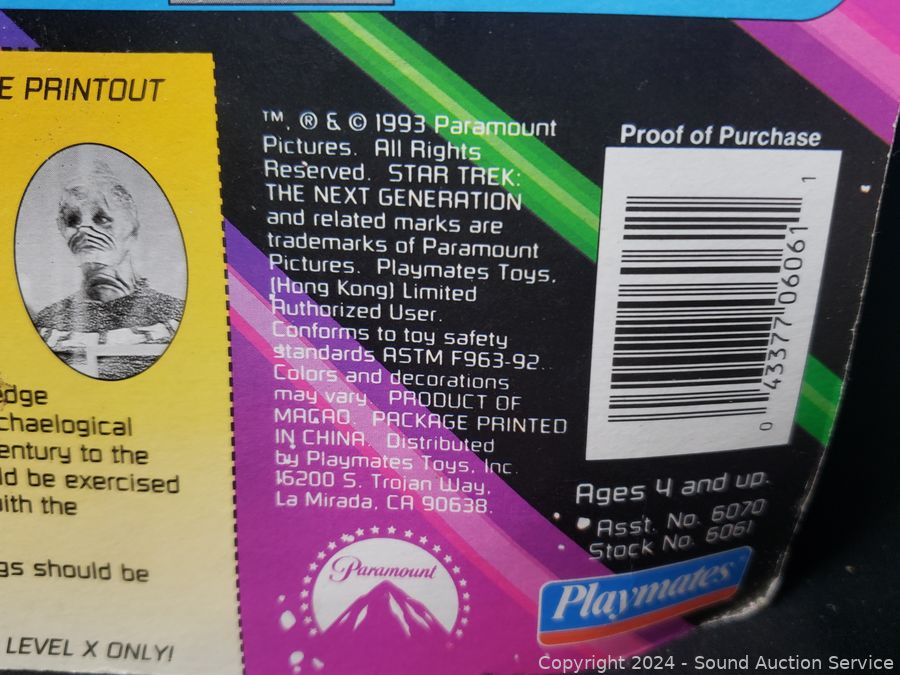 E PRINTOUT
edge
chaelogical
entury to the
ld be exercised
with the
gs should be
LEVEL X ONLY!
™, ® & © 1993 Paramount
Pictures. All Rights
Reserved. STAR TREK:
THE NEXT GENERATION
and related marks are
trademarks of Paramount
Pictures. Playmates Toys,
(Hong Kong) Limited
Authorized User.
Conforms to toy safety
standards ASTM F963-92.
Colors and decorations
may vary. PRODUCT OF
MACAO. PACKAGE PRINTED
IN CHINA. Distributed
by Playmates Toys, Inc.
16200 S. Trojan Way,
La Mirada, CA 90638.
Paramount
Proof of Purchase
0 43377 06061 1
Ages 4 and up.
Asst. No. 6070
Stock No. 6061
Playmates
Copyright 2024 - Sound Auction Service